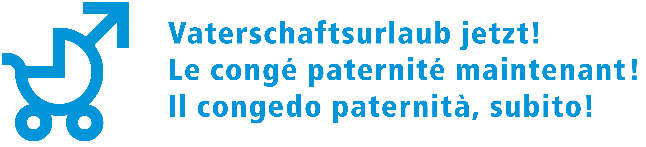 Vaterschaftsurlaub jetzt!
Le congé paternité maintenant!
Il congedo paternità, subito!